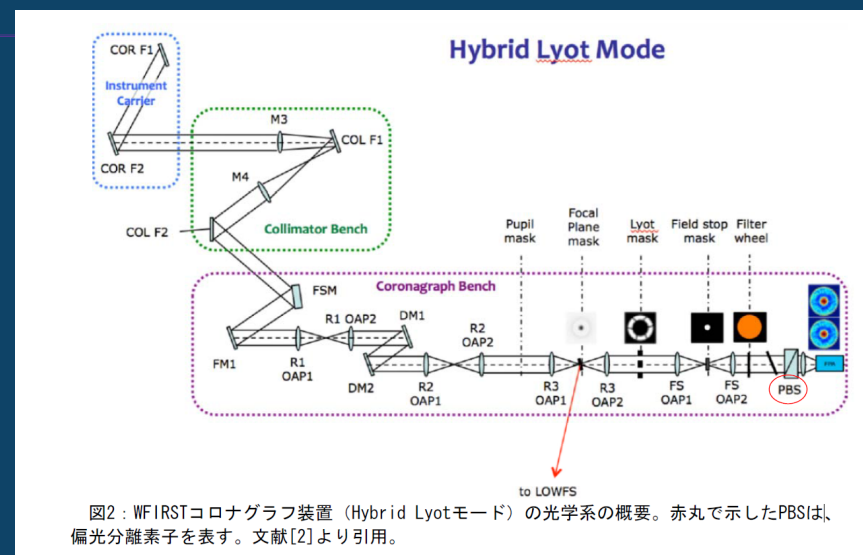 Hybrid Lyot Mode
COR F1
Instrument
Carrier
COR F2
M3
COL F1
M4
COL F2
Collimator Bench
Pupil
mask
Focal
Plane
mask
Lyot
mask
Field stop
mask
Filter
wheel
FSM
Coronagraph Bench
R1 OAP2
DM1
R2
OAP2
FM1
R1
OAP1
DM2
R2
OAP1
R3
OAP1
R3
OAP2
FS
OAP1
FS
OAP2
PBS
to LOWFS
図2：WFIRSTコロナグラフ装置（Hybrid Lyotモード）の光学系の概要。赤丸で示したPBSは、
偏光分離素子を表す。文献[2]より引用。